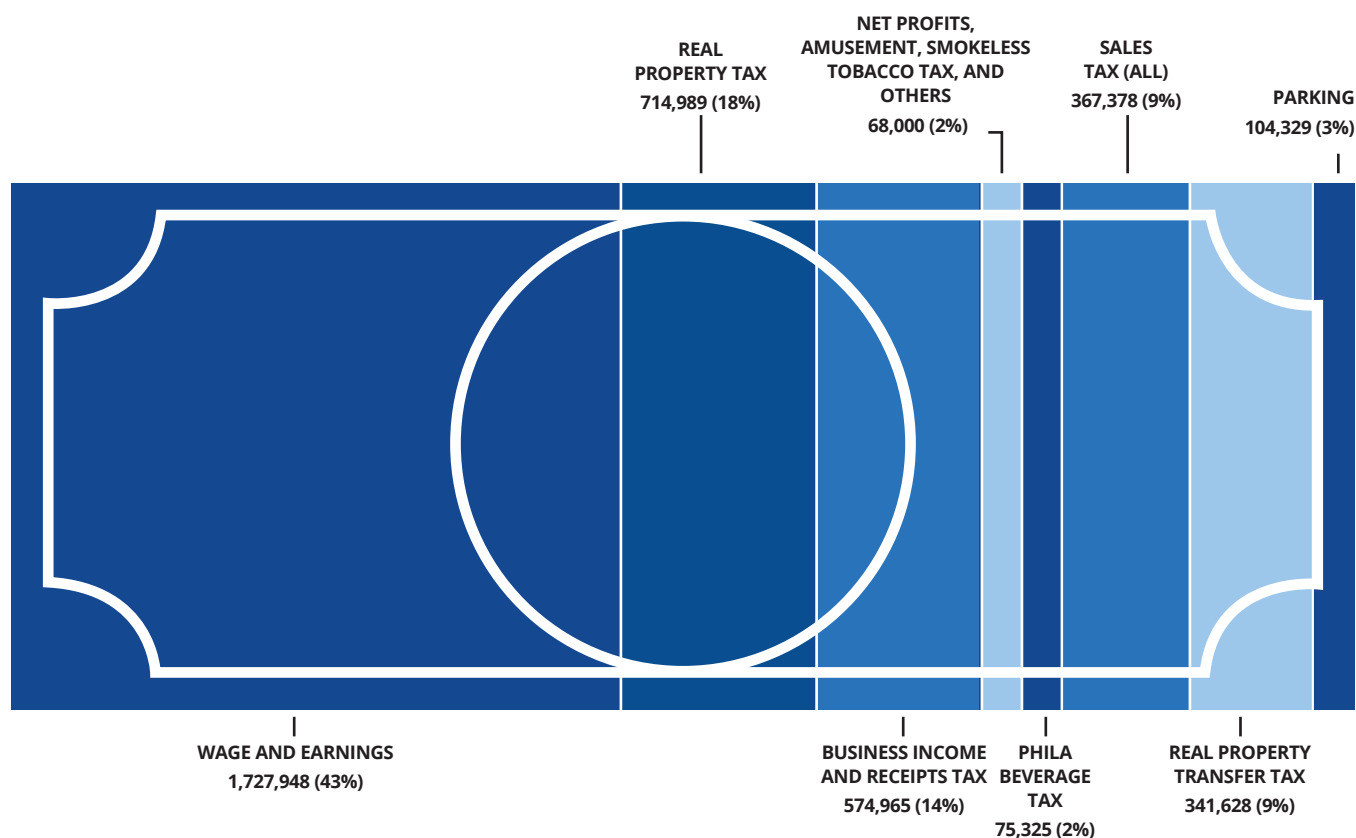 REAL
PROPERTY TAX
714,989 (18%)
NET PROFITS,
AMUSEMENT, SMOKELESS
TOBACCO TAX, AND
OTHERS
68,000 (2%)
SALES
TAX (ALL)
367,378 (9%)
PARKING
104,329 (3%)
WAGE AND EARNINGS
1,727,948 (43%)
BUSINESS INCOME
AND RECEIPTS TAX
574,965 (14%)
PHILA
BEVERAGE
TAX
75,325 (2%)
REAL PROPERTY
TRANSFER TAX
341,628 (9%)